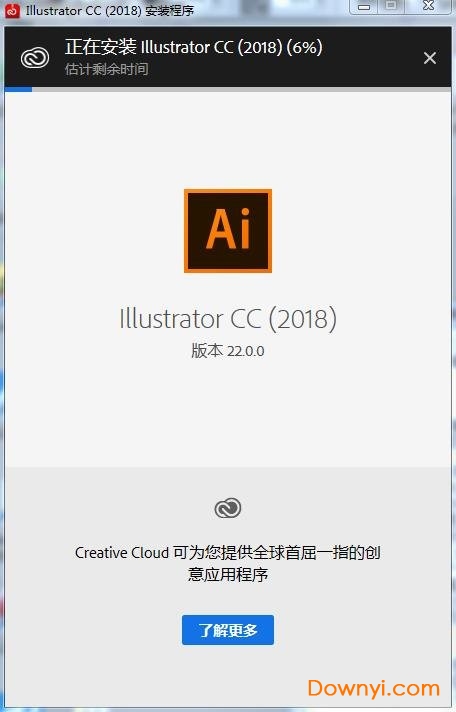 Illustrator CC (2018) 安装程序
正在安装 Illustrator CC (2018) (6%)
估计剩余时间
Ai
Illustrator CC (2018)
版本 22.0.0
Creative Cloud 可为您提供全球首屈一指的创
意应用程序
了解更多
Downyi.com